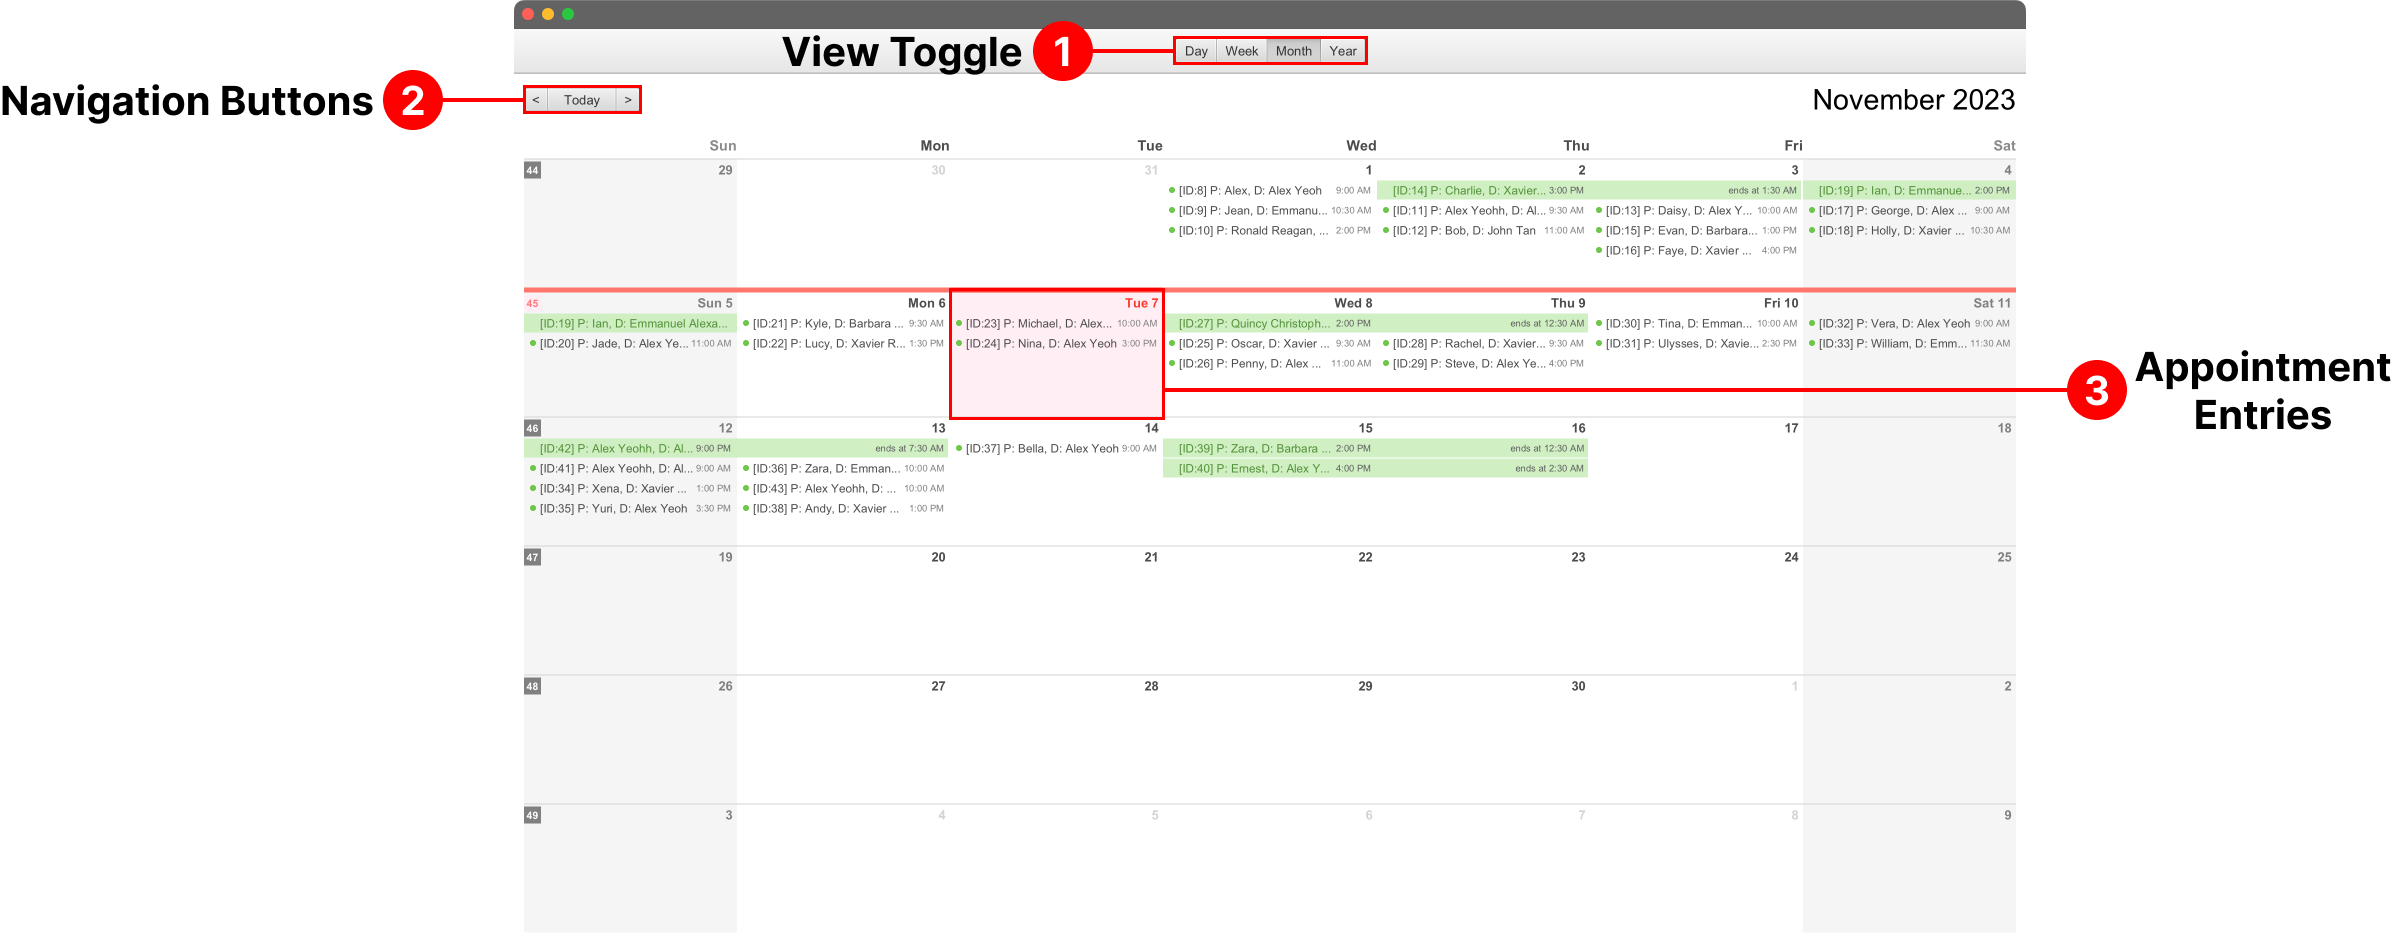 View Toggle 1 Day Week Month Year
Navigation Buttons 2 < Today > November 2023
Sun Mon Tue Wed Thu Fri Sat
44 29 30 31 1 2 3 4
[ID:8] P: Alex, D: Alex Yeoh 9:00 AM [ID:14] P: Charlie, D: Xavier... 3:00 PM ends at 1:30 AM [ID:19] P: Ian, D: Emmanue... 2:00 PM
[ID:9] P: Jean, D: Emmanu... 10:30 AM [ID:11] P: Alex Yeohh, D: Al... 9:30 AM [ID:13] P: Daisy, D: Alex Y... 10:00 AM [ID:17] P: George, D: Alex ... 9:00 AM
[ID:10] P: Ronald Reagan, ... 2:00 PM [ID:12] P: Bob, D: John Tan 11:00 AM [ID:15] P: Evan, D: Barbara... 1:00 PM [ID:18] P: Holly, D: Xavier ... 10:30 AM
[ID:16] P: Faye, D: Xavier ... 4:00 PM
45 Sun 5 Mon 6 Tue 7 Wed 8 Thu 9 Fri 10 Sat 11
[ID:19] P: Ian, D: Emmanuel Alexa... [ID:21] P: Kyle, D: Barbara ... 9:30 AM [ID:23] P: Michael, D: Alex... 10:00 AM [ID:27] P: Quincy Christoph... 2:00 PM ends at 12:30 AM [ID:30] P: Tina, D: Emman... 10:00 AM [ID:32] P: Vera, D: Alex Yeoh 9:00 AM
[ID:20] P: Jade, D: Alex Ye... 11:00 AM [ID:22] P: Lucy, D: Xavier R... 1:30 PM [ID:24] P: Nina, D: Alex Yeoh 3:00 PM [ID:25] P: Oscar, D: Xavier ... 9:30 AM [ID:28] P: Rachel, D: Xavier... 9:30 AM [ID:31] P: Ulysses, D: Xavie... 2:30 PM [ID:33] P: William, D: Emm... 11:30 AM
[ID:26] P: Penny, D: Alex ... 11:00 AM [ID:29] P: Steve, D: Alex Ye... 4:00 PM
3 Appointment
Entries
46 12 13 14 15 16 17 18
[ID:42] P: Alex Yeohh, D: Al... 9:00 PM ends at 7:30 AM [ID:37] P: Bella, D: Alex Yeoh 9:00 AM [ID:39] P: Zara, D: Barbara ... 2:00 PM ends at 12:30 AM
[ID:41] P: Alex Yeohh, D: Al... 9:00 AM [ID:36] P: Zara, D: Emman... 10:00 AM [ID:40] P: Ernest, D: Alex Y... 4:00 PM ends at 2:30 AM
[ID:34] P: Xena, D: Xavier ... 1:00 PM [ID:43] P: Alex Yeohh, D: ... 10:00 AM
[ID:35] P: Yuri, D: Alex Yeoh 3:30 PM [ID:38] P: Andy, D: Xavier ... 1:00 PM
47 19 20 21 22 23 24 25
48 26 27 28 29 30 1 2
49 3 4 5 6 7 8 9